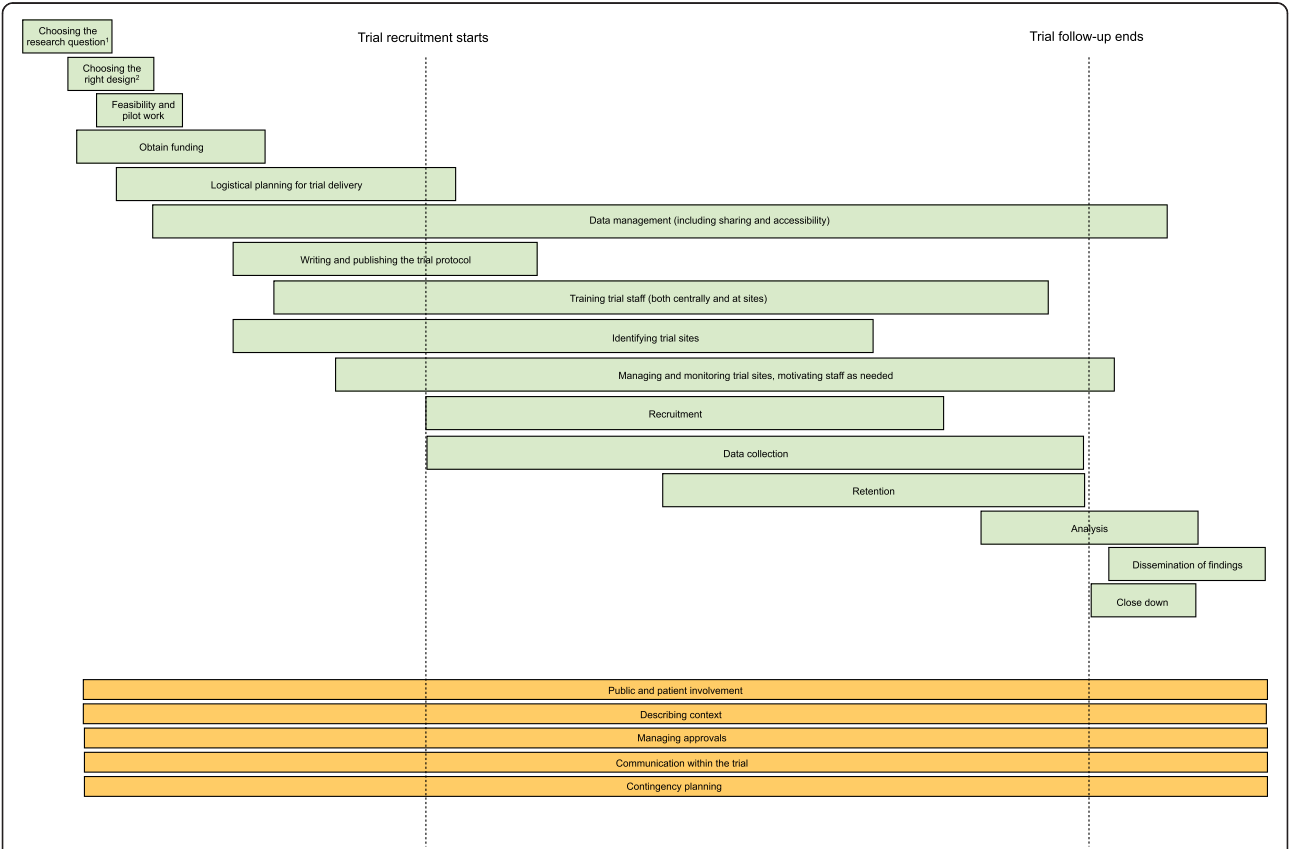 Trial recruitment starts
Trial follow-up ends
Choosing the
research question¹
Choosing the
right design²
Feasibility and
pilot work
Obtain funding
Logistical planning for trial delivery
Data management (including sharing and accessibility)
Writing and publishing the trial protocol
Training trial staff (both centrally and at sites)
Identifying trial sites
Managing and monitoring trial sites, motivating staff as needed
Recruitment
Data collection
Retention
Analysis
Dissemination of findings
Close down
Public and patient involvement
Describing context
Managing approvals
Communication within the trial
Contingency planning